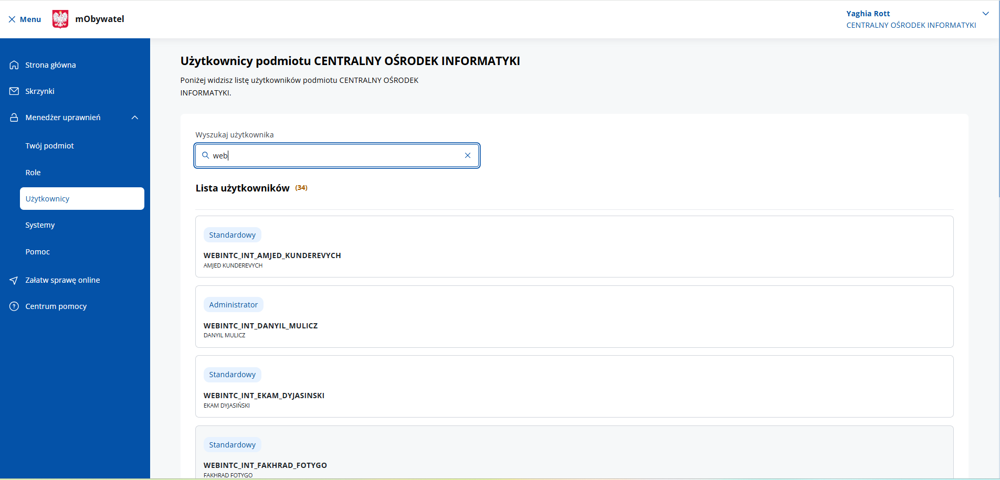 Menu
mObywatel
Yaghia Rott
CENTRALNY OŚRODEK INFORMATYKI
Strona główna
Skrzynki
Menedżer uprawnień
Twój podmiot
Role
Użytkownicy
Systemy
Pomoc
Załatw sprawę online
Centrum pomocy
Użytkownicy podmiotu CENTRALNY OŚRODEK INFORMATYKI
Poniżej widzisz listę użytkowników podmiotu CENTRALNY OŚRODEK
INFORMATYKI.
Wyszukaj użytkownika
web
Lista użytkowników (34)
Standardowy
WEBINTC_INT_AMJED_KUNDEREVYCH
AMJED KUNDEREVYCH
Administrator
WEBINTC_INT_DANYIL_MULICZ
DANYIL MULICZ
Standardowy
WEBINTC_INT_EKAM_DYJASINSKI
EKAM DYJASIŃSKI
Standardowy
WEBINTC_INT_FAKHRAD_FOTYGO
FAKHRAD FOTYGO